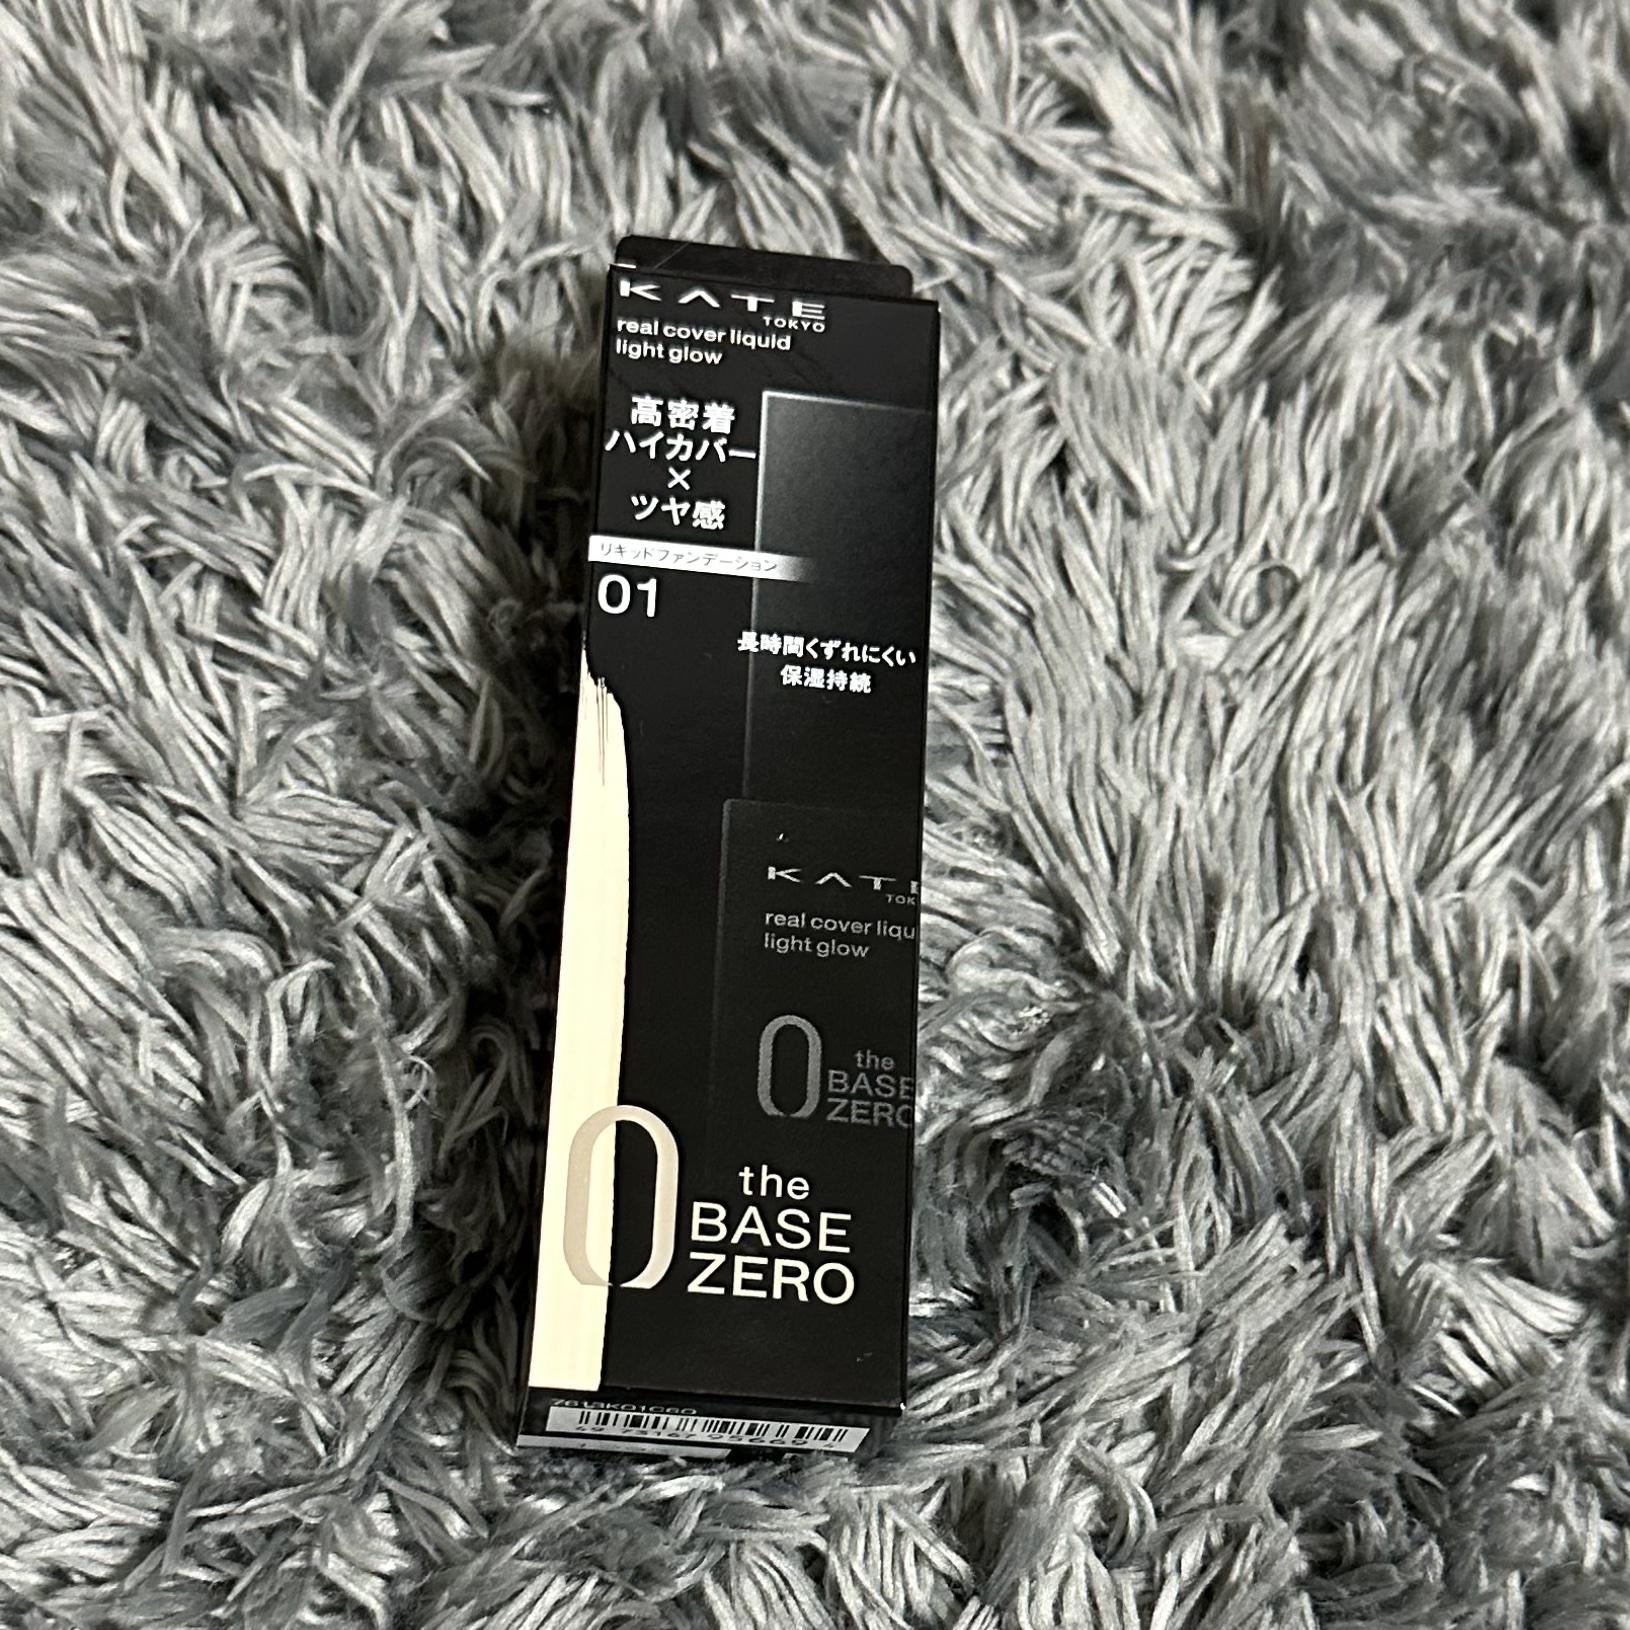 KATE
TOKYO
real cover liquid
light glow
高密着
ハイカバー
×
ツヤ感
リキッドファンデーション
01
長時間くずれにくい
保湿持続
KATE
TOK
real cover liqu
light glow
0 the
BASE
ZERO
0 the
BASE
ZERO